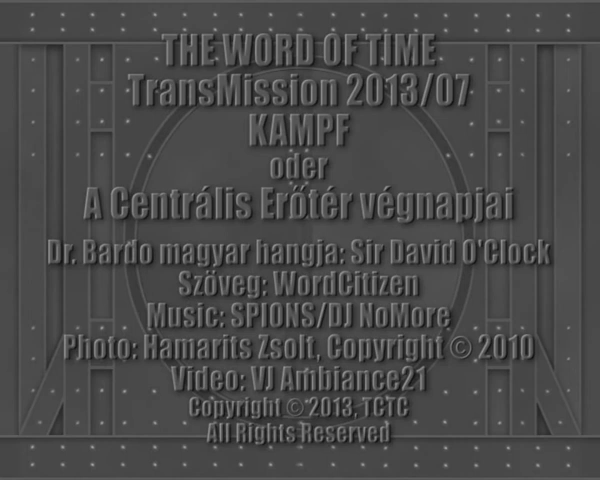 THE WORD OF TIME
TransMission 2013/07
KAMPF
oder
A Centrális Erőtér végnapjai
Dr. Bardo magyar hangja: Sir David O'Clock
Szöveg: WordCitizen
Music: SPIONS/DJ NoMore
Photo: Hamarits Zsolt, Copyright © 2010
Video: VJ Ambiance21
Copyright © 2013, TCTC
All Rights Reserved